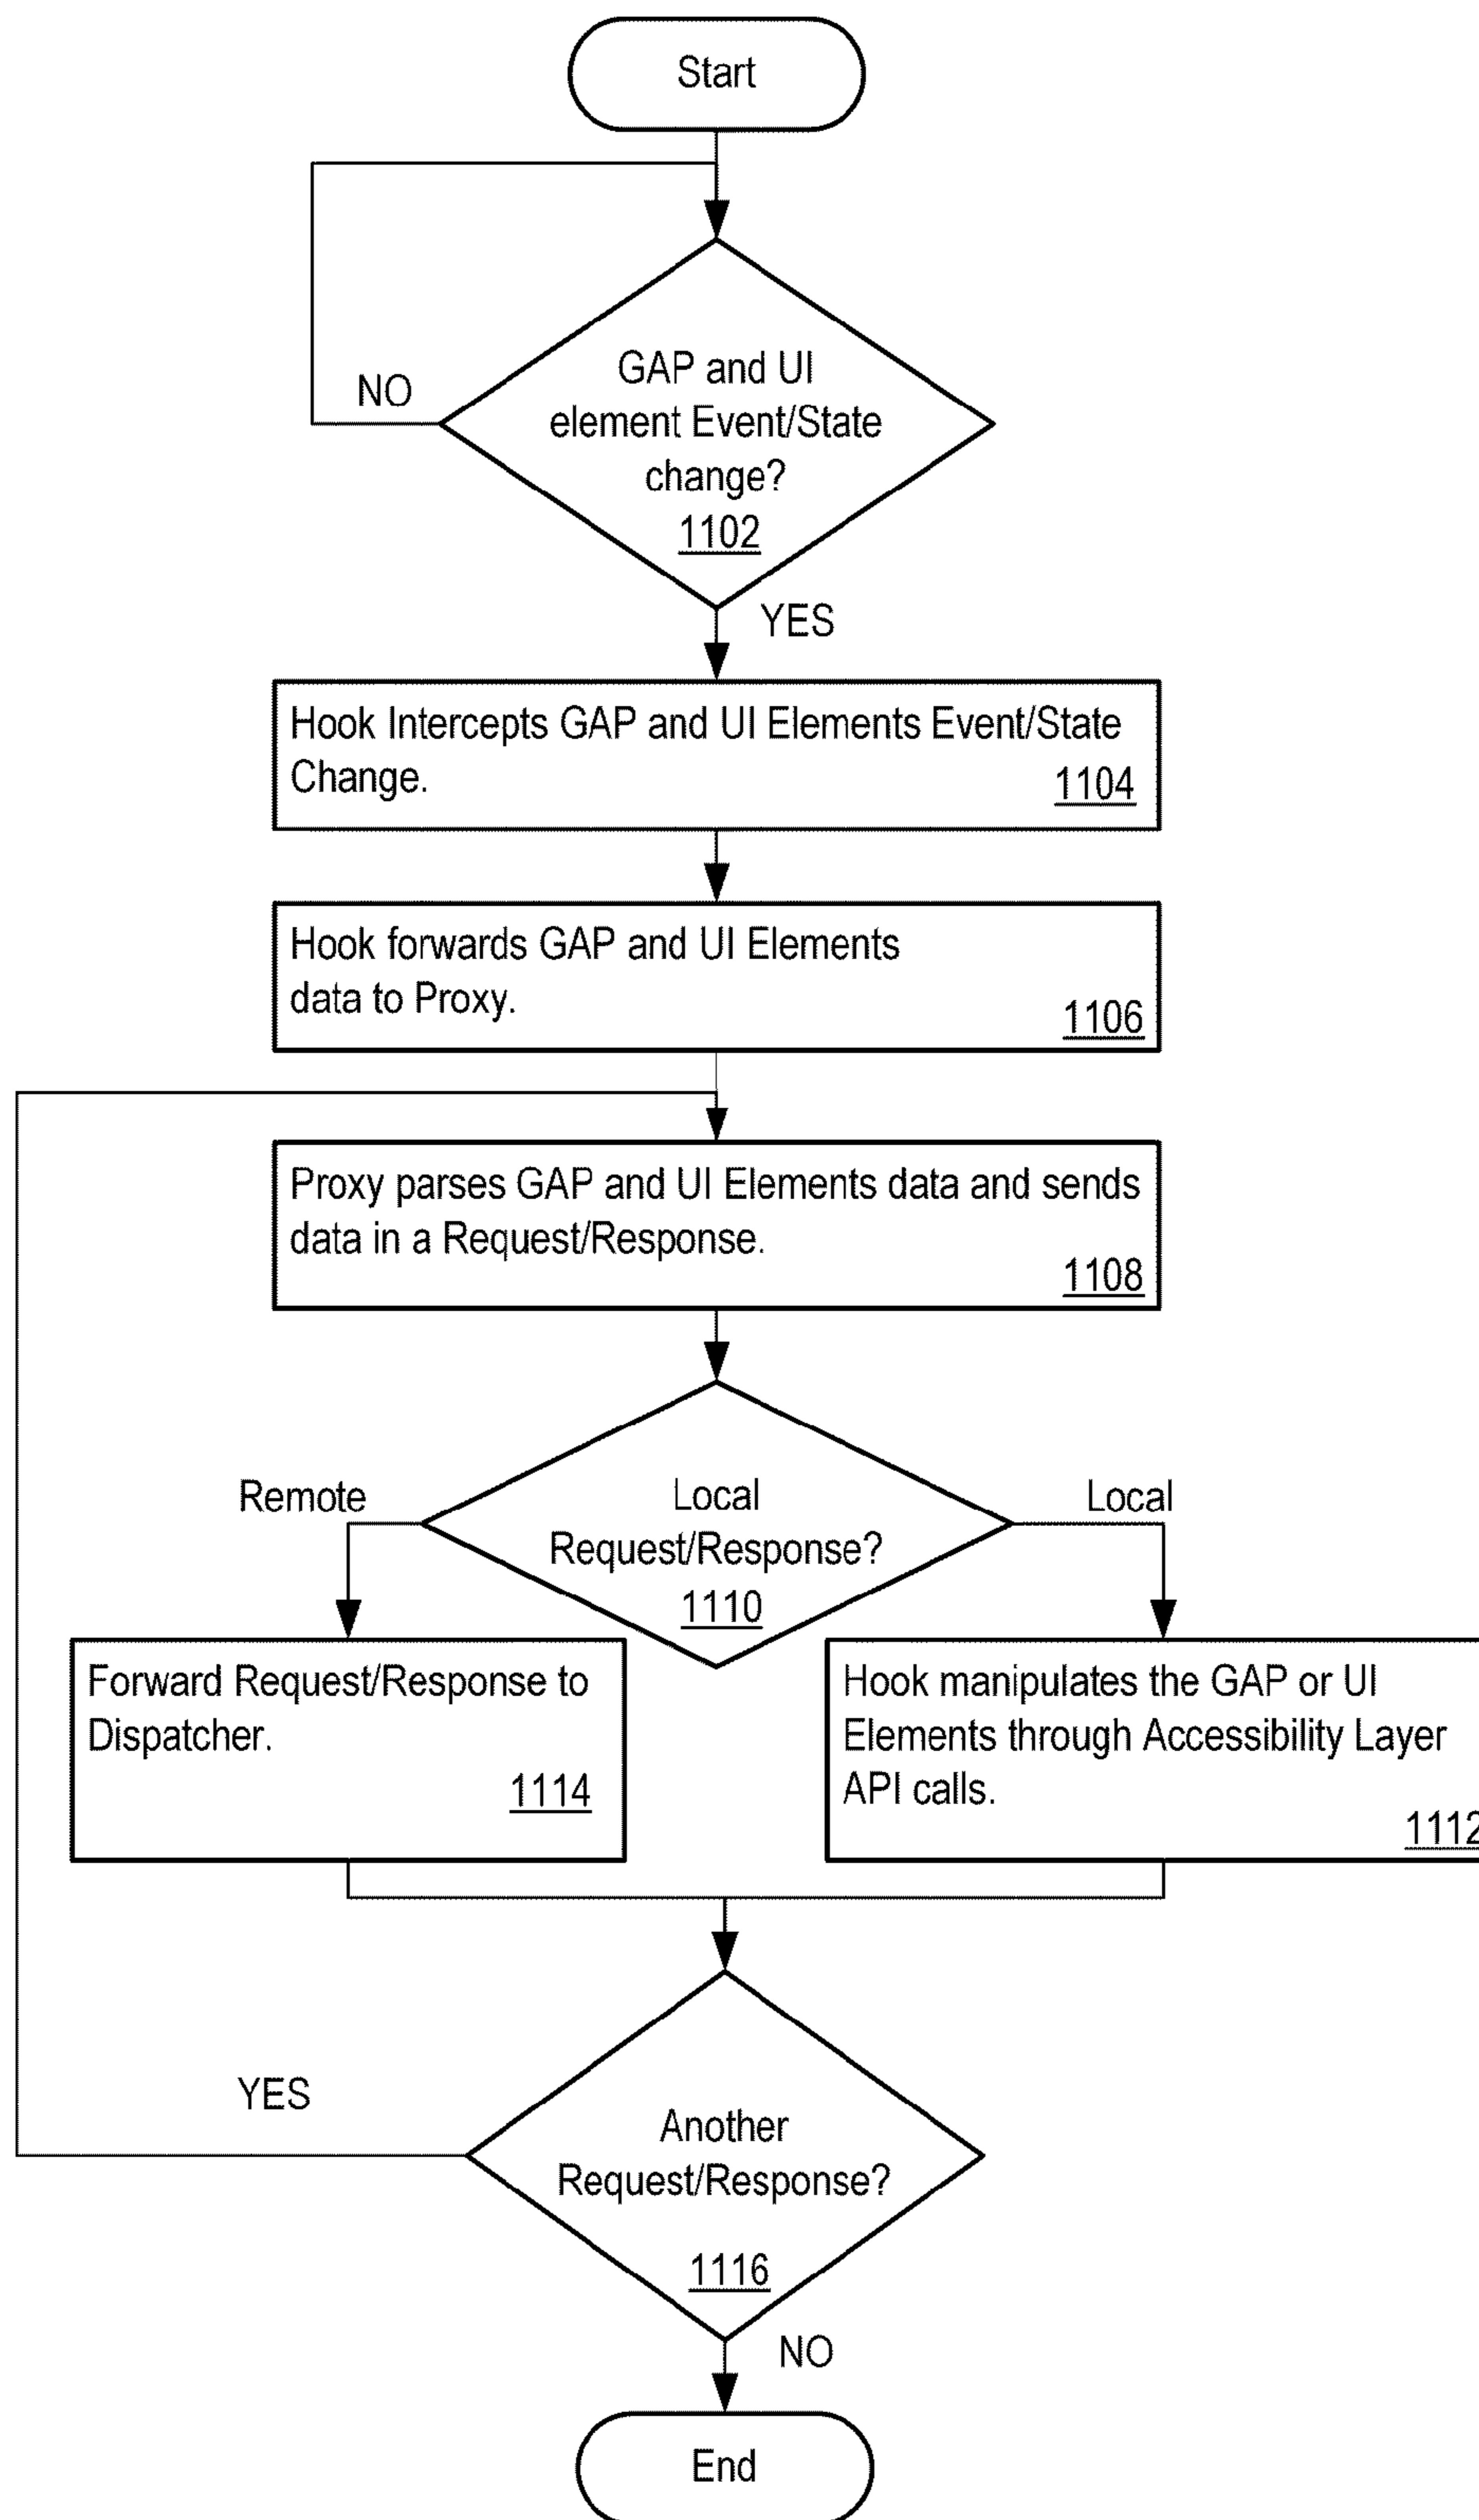 Start
NO
GAP and UI
element Event/State
change?
1102
YES
Hook Intercepts GAP and UI Elements Event/State
Change.
1104
Hook forwards GAP and UI Elements
data to Proxy.
1106
Proxy parses GAP and UI Elements data and sends
data in a Request/Response.
1108
Remote
Local
Request/Response?
1110
Local
Forward Request/Response to
Dispatcher.
1114
Hook manipulates the GAP or UI
Elements through Accessibility Layer
API calls.
1112
YES
Another
Request/Response?
1116
NO
End